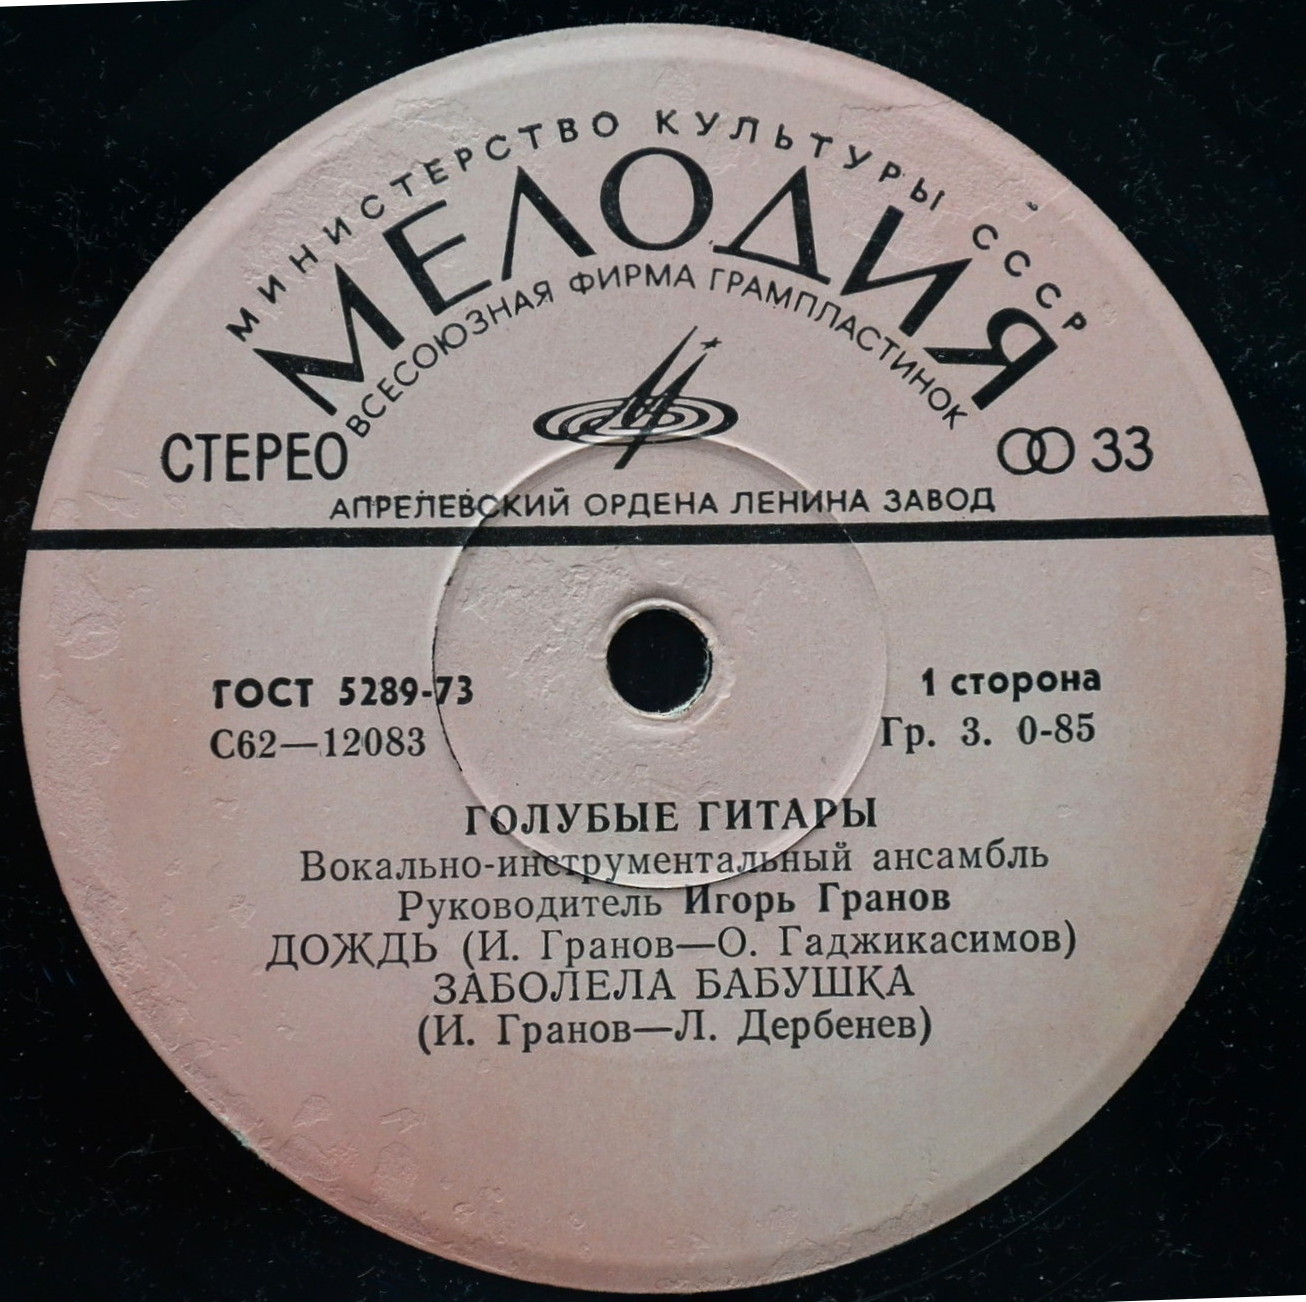 МИНИСТЕРСТВО КУЛЬТУРЫ СССР
МЕЛОДИЯ
ВСЕСОЮЗНАЯ ФИРМА ГРАМПЛАСТИНОК
СТЕРЕО
33
АПРЕЛЕВСКИЙ ОРДЕНА ЛЕНИНА ЗАВОД
ГОСТ 5289-73
1 сторона
С62—12083
Гр. 3. 0-85
ГОЛУБЫЕ ГИТАРЫ
Вокально-инструментальный ансамбль
Руководитель Игорь Гранов
ДОЖДЬ (И. Гранов—О. Гаджикасимов)
ЗАБОЛЕЛА БАБУШКА
(И. Гранов—Л. Дербенев)